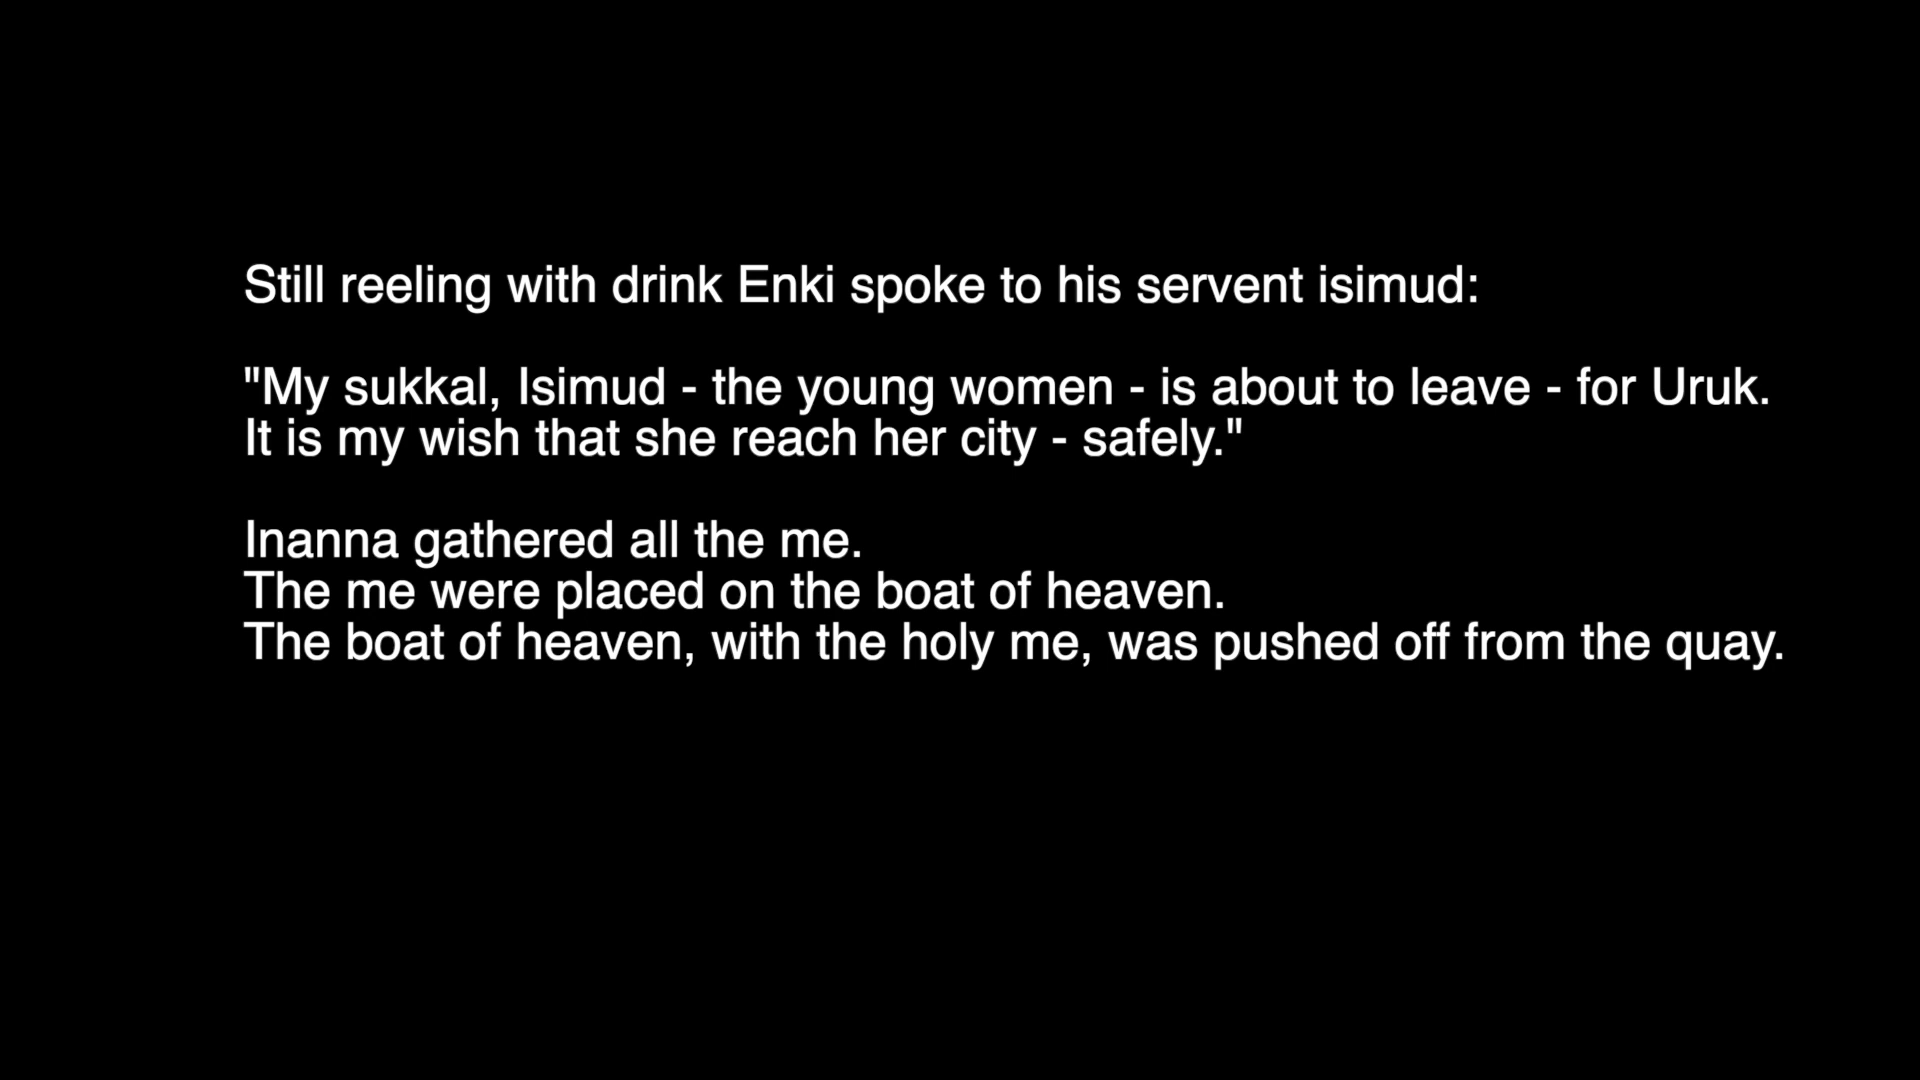 Still reeling with drink Enki spoke to his servent isimud:
"My sukkal, Isimud - the young women - is about to leave - for Uruk.
It is my wish that she reach her city - safely."
Inanna gathered all the me.
The me were placed on the boat of heaven.
The boat of heaven, with the holy me, was pushed off from the quay.